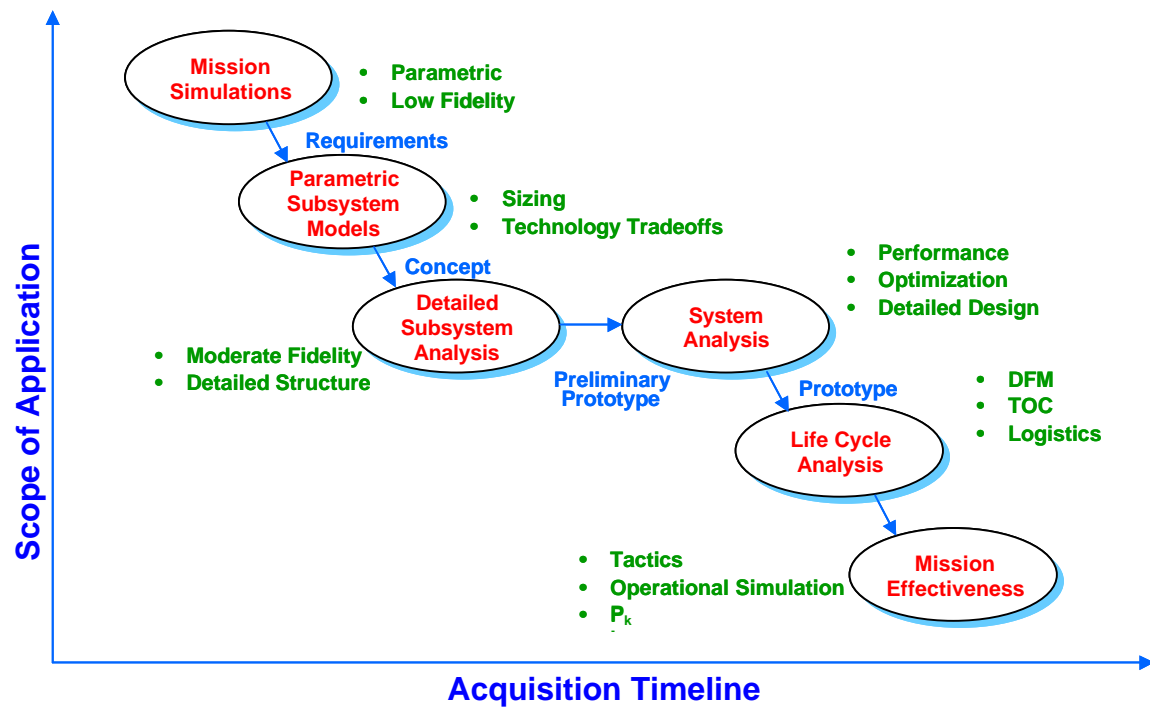 Mission
Simulations
• Parametric
• Low Fidelity
Requirements
Parametric
Subsystem
Models
• Sizing
• Technology Tradeoffs
Concept
Detailed
Subsystem
Analysis
• Moderate Fidelity
• Detailed Structure
Preliminary
Prototype
System
Analysis
• Performance
• Optimization
• Detailed Design
Prototype
Life Cycle
Analysis
• DFM
• TOC
• Logistics
Mission
Effectiveness
• Tactics
• Operational Simulation
• Pk
Scope of Application
Acquisition Timeline